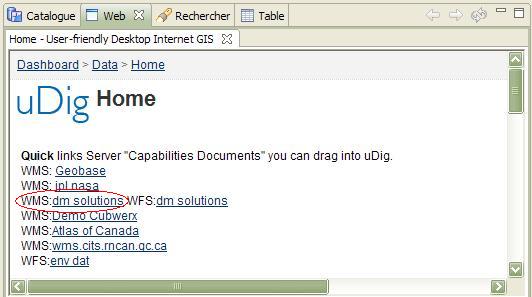 Catalogue Web Rechercher Table
Home - User-friendly Desktop Internet GIS
Dashboard > Data > Home
uDig Home
Quick links Server "Capabilities Documents" you can drag into uDig.
WMS: Geobase
WMS: jpl.nasa
WMS:dm solutions WFS:dm solutions
WMS:Demo Cubwerx
WMS:Atlas of Canada
WMS:wms.cits.rncan.gc.ca
WFS:env dat